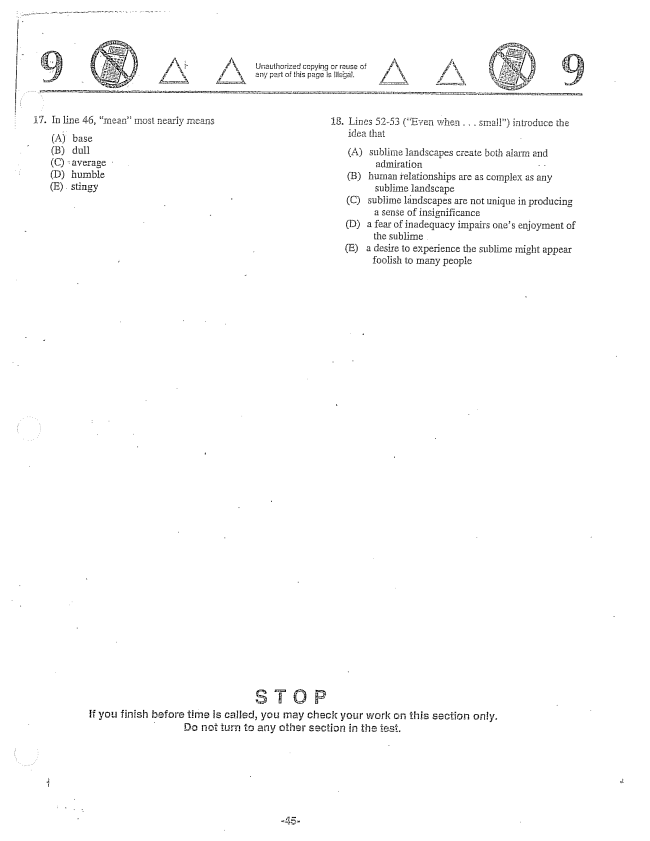 9
Unauthorized copying or reuse of
any part of this page is illegal.
9
17. In line 46, "mean" most nearly means
(A) base
(B) dull
(C) average
(D) humble
(E) stingy
18. Lines 52-53 ("Even when . . . small") introduce the
idea that
(A) sublime landscapes create both alarm and
admiration
(B) human relationships are as complex as any
sublime landscape
(C) sublime landscapes are not unique in producing
a sense of insignificance
(D) a fear of inadequacy impairs one's enjoyment of
the sublime
(E) a desire to experience the sublime might appear
foolish to many people
STOP
If you finish before time is called, you may check your work on this section only.
Do not turn to any other section in the test.
-45-